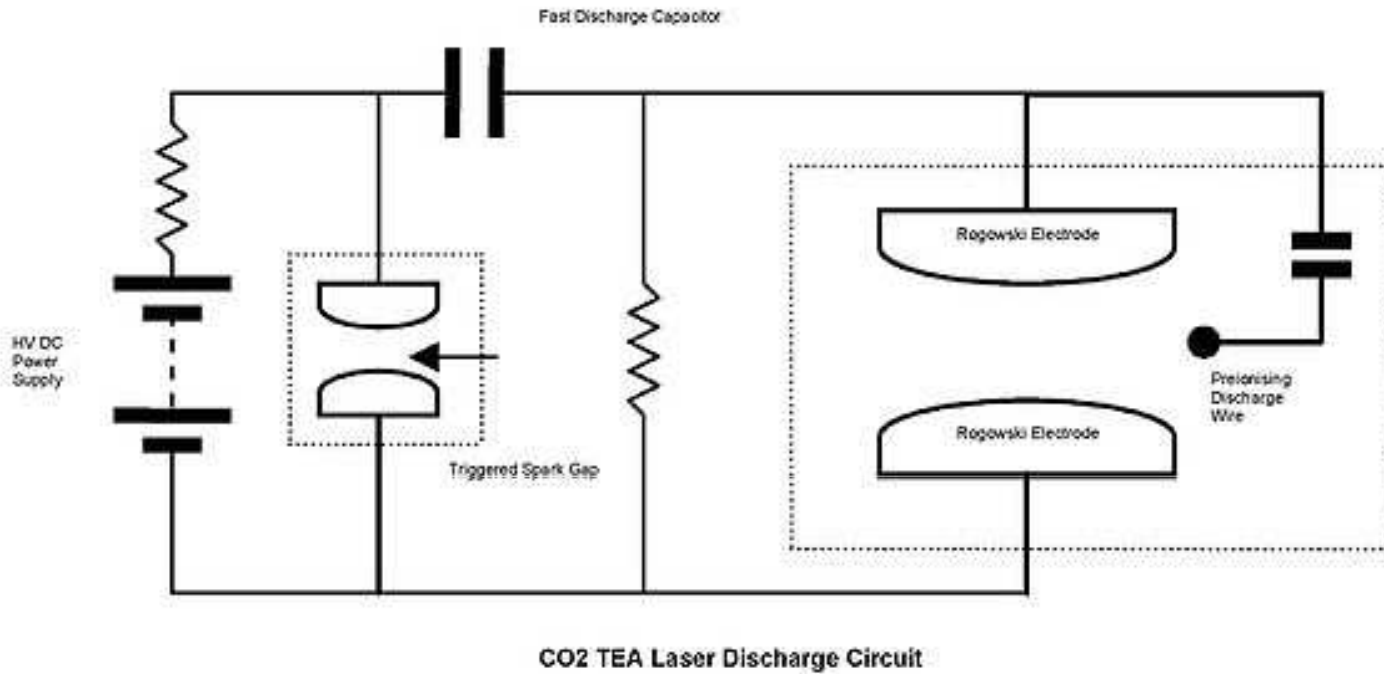 Fast Discharge Capacitor
Rogowski Electrode
HV DC
Power
Supply
Preionising
Discharge
Wire
Rogowski Electrode
Triggered Spark Gap
CO2 TEA Laser Discharge Circuit